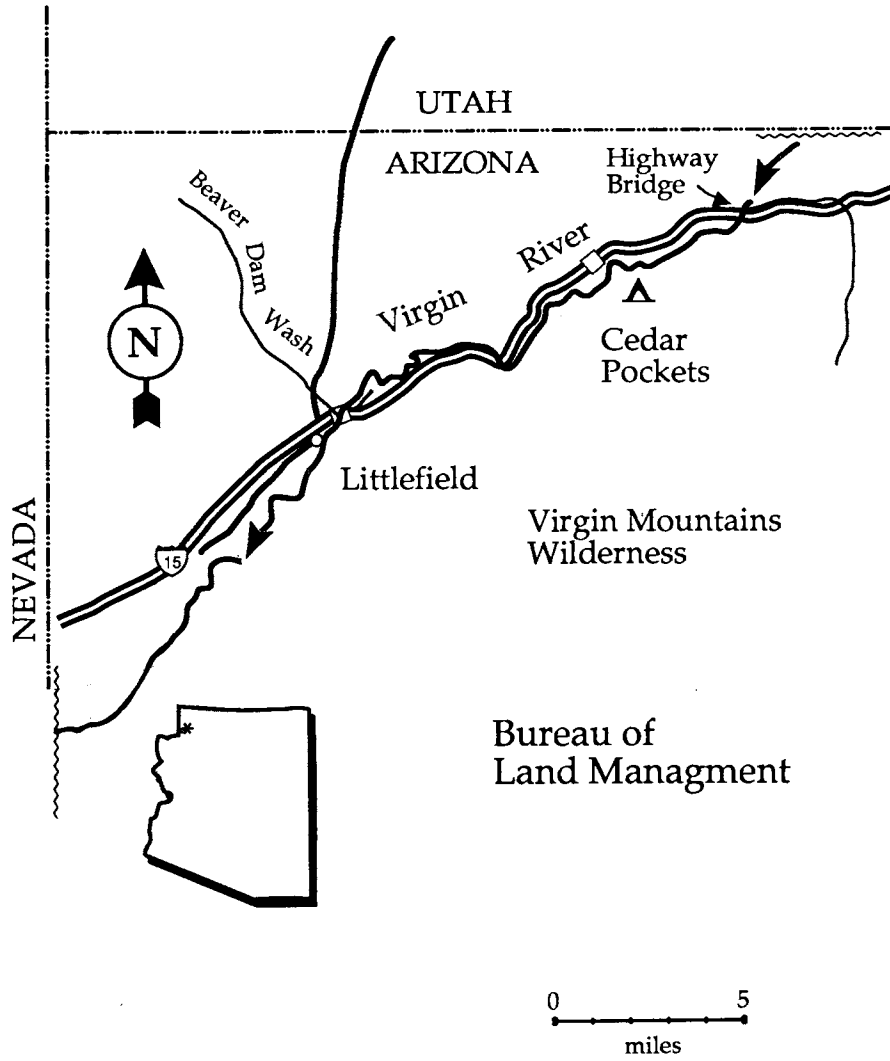 UTAH
ARIZONA
Highway
Bridge
Beaver Dam Wash
Virgin River
N
Cedar
Pockets
Littlefield
Virgin Mountains
Wilderness
15
NEVADA
*
Bureau of
Land Managment
0 5
miles